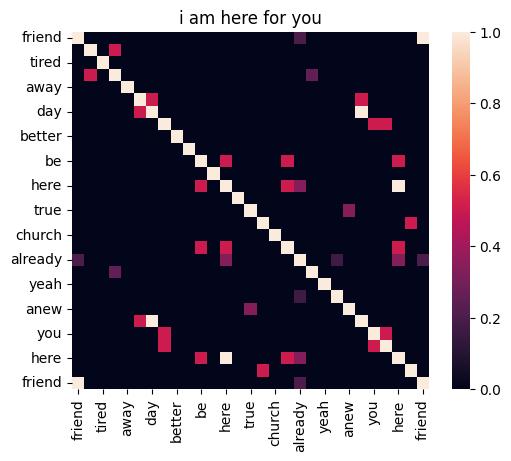 i am here for you
friend
tired
away
day
better
be
here
true
church
already
yeah
anew
you
here
friend
1.0
0.8
0.6
0.4
0.2
0.0
friend
tired
away
day
better
be
here
true
church
already
yeah
anew
you
here
friend